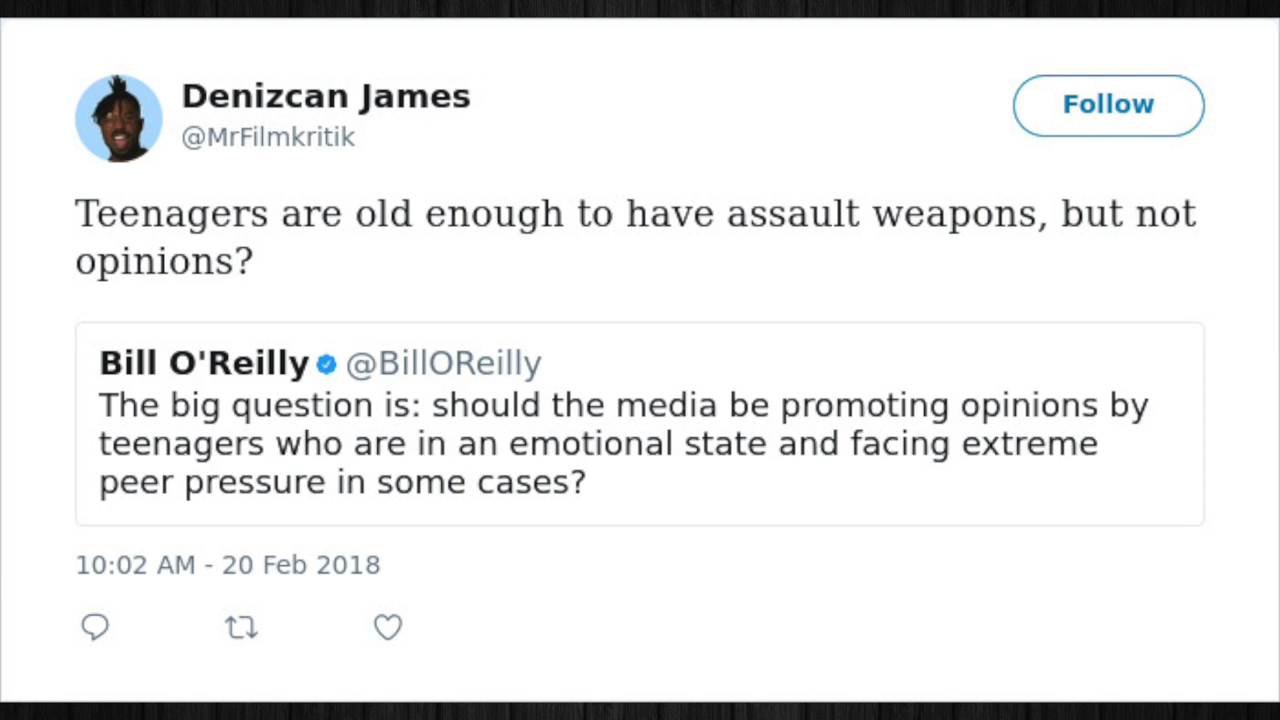 Denizcan James
@MrFilmkritik
Follow
Teenagers are old enough to have assault weapons, but not
opinions?
Bill O'Reilly @BillOReilly
The big question is: should the media be promoting opinions by
teenagers who are in an emotional state and facing extreme
peer pressure in some cases?
10:02 AM - 20 Feb 2018